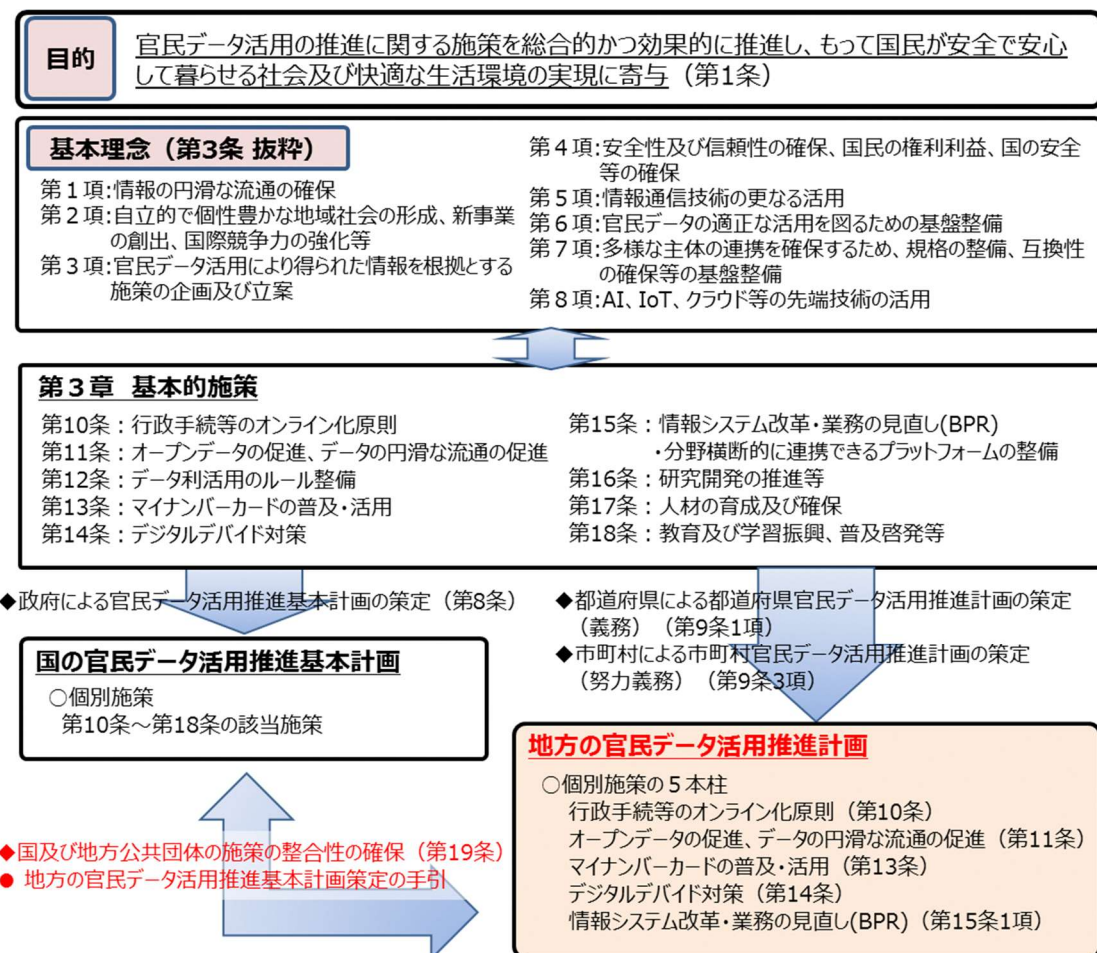 目的
官民データ活用の推進に関する施策を総合的かつ効果的に推進し、もって国民が安全で安心
して暮らせる社会及び快適な生活環境の実現に寄与（第1条）
基本理念（第3条 抜粋）
第１項:情報の円滑な流通の確保
第２項:自立的で個性豊かな地域社会の形成、新事業
の創出、国際競争力の強化等
第３項:官民データ活用により得られた情報を根拠とする
施策の企画及び立案
第４項:安全性及び信頼性の確保、国民の権利利益、国の安全
等の確保
第５項:情報通信技術の更なる活用
第６項:官民データの適正な活用を図るための基盤整備
第７項:多様な主体の連携を確保するため、規格の整備、互換性
の確保等の基盤整備
第８項:AI、IoT、クラウド等の先端技術の活用
第３章 基本的施策
第10条：行政手続等のオンライン化原則
第11条：オープンデータの促進、データの円滑な流通の促進
第12条：データ利活用のルール整備
第13条：マイナンバーカードの普及・活用
第14条：デジタルデバイド対策
第15条：情報システム改革・業務の見直し(BPR)
・分野横断的に連携できるプラットフォームの整備
第16条：研究開発の推進等
第17条：人材の育成及び確保
第18条：教育及び学習振興、普及啓発等
◆政府による官民データ活用推進基本計画の策定（第8条）
◆都道府県による都道府県官民データ活用推進計画の策定
（義務）（第9条1項）
◆市町村による市町村官民データ活用推進計画の策定
（努力義務）（第9条3項）
国の官民データ活用推進基本計画
○個別施策
第10条～第18条の該当施策
地方の官民データ活用推進計画
○個別施策の５本柱
行政手続等のオンライン化原則（第10条）
オープンデータの促進、データの円滑な流通の促進（第11条）
マイナンバーカードの普及・活用（第13条）
デジタルデバイド対策（第14条）
情報システム改革・業務の見直し(BPR)（第15条1項）
◆国及び地方公共団体の施策の整合性の確保（第19条）
● 地方の官民データ活用推進基本計画策定の手引